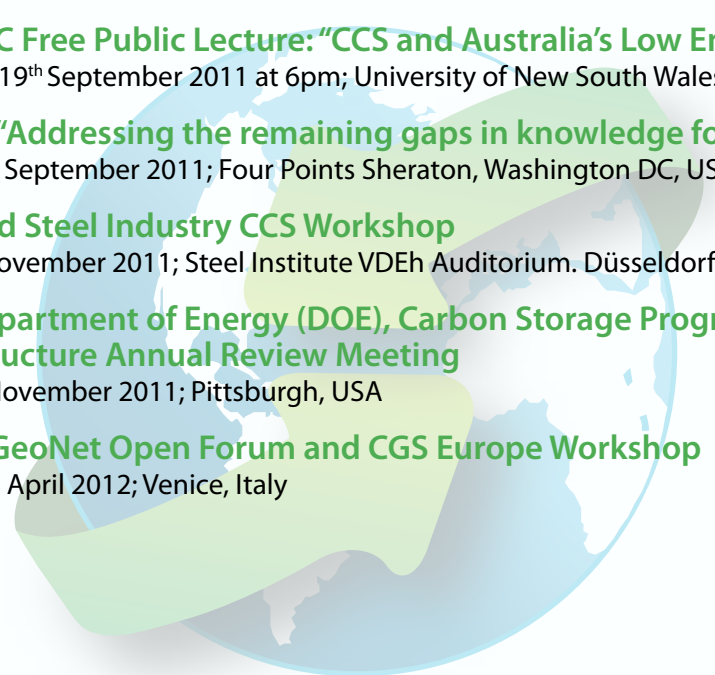 C Free Public Lecture: “CCS and Australia’s Low E
19th September 2011 at 6pm; University of New South Wales
“Addressing the remaining gaps in knowledge fo
September 2011; Four Points Sheraton, Washington DC, US
d Steel Industry CCS Workshop
ovember 2011; Steel Institute VDEh Auditorium. Düsseldorf
partment of Energy (DOE), Carbon Storage Progr
ucture Annual Review Meeting
ovember 2011; Pittsburgh, USA
GeoNet Open Forum and CGS Europe Workshop
April 2012; Venice, Italy